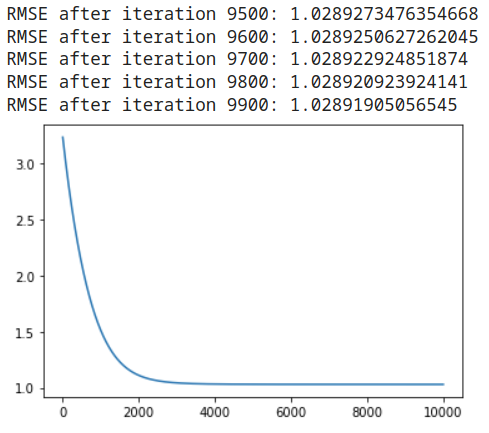 RMSE after iteration 9500: 1.0289273476354668
RMSE after iteration 9600: 1.0289250627262045
RMSE after iteration 9700: 1.028922924851874
RMSE after iteration 9800: 1.028920923924141
RMSE after iteration 9900: 1.02891905056545
3.0
2.5
2.0
1.5
1.0
0 2000 4000 6000 8000 10000